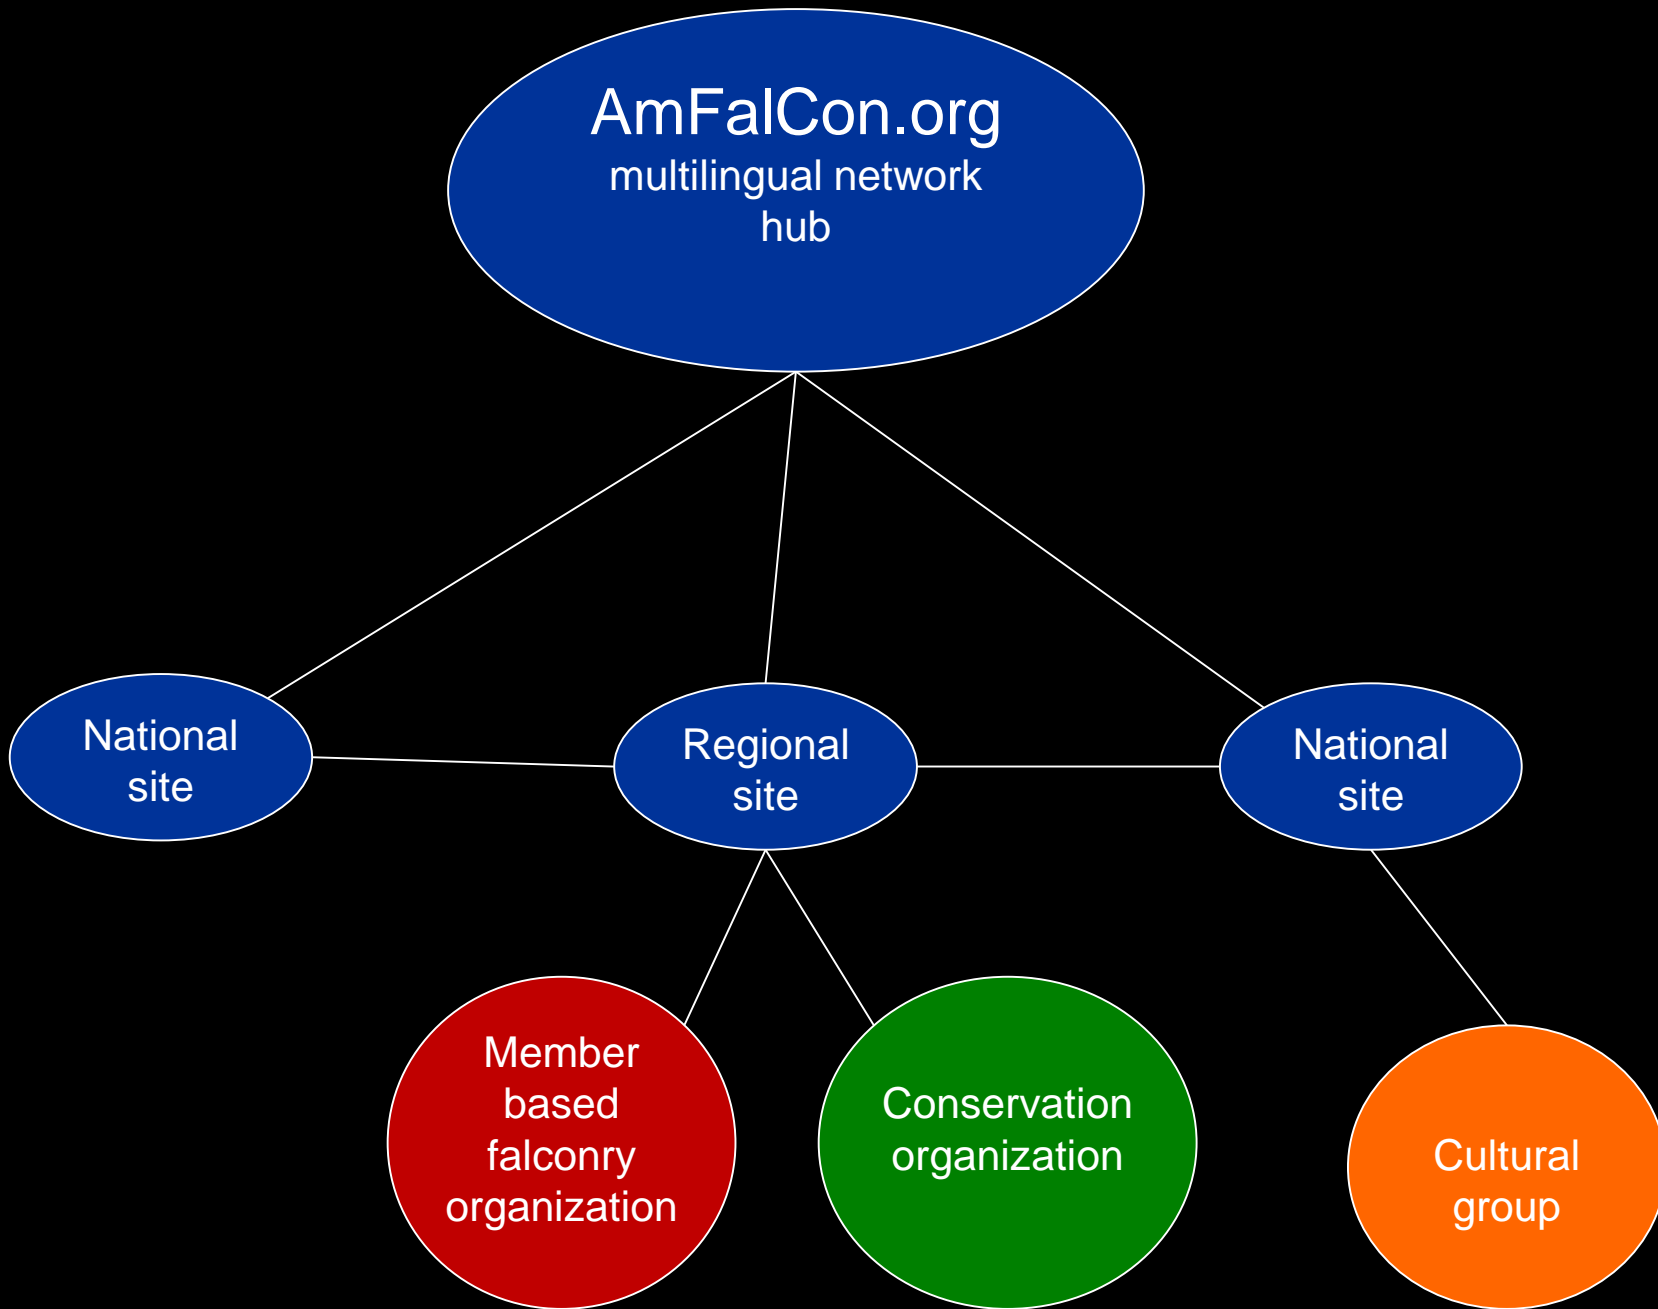 AmFalCon.org
multilingual network
hub
National
site
Regional
site
National
site
Member
based
falconry
organization
Conservation
organization
Cultural
group